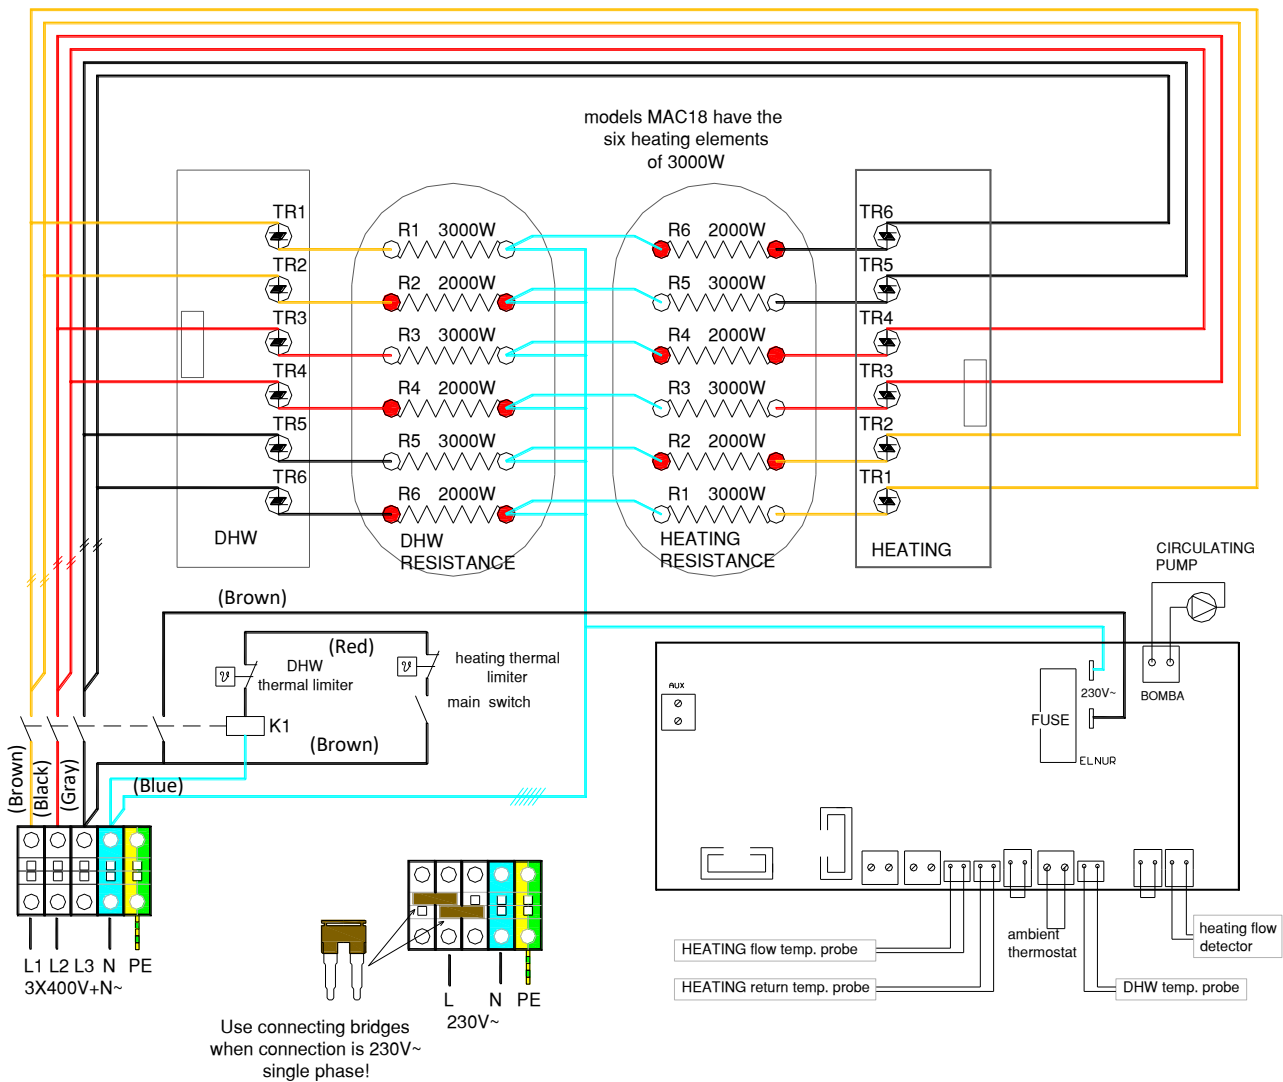 models MAC18 have the
six heating elements
of 3000W
TR1
TR2
TR3
TR4
TR5
TR6
DHW
R1 3000W
R2 2000W
R3 3000W
R4 2000W
R5 3000W
R6 2000W
DHW
RESISTANCE
R6 2000W
R5 3000W
R4 2000W
R3 3000W
R2 2000W
R1 3000W
HEATING
RESISTANCE
TR6
TR5
TR4
TR3
TR2
TR1
HEATING
CIRCULATING
PUMP
(Brown)
(Red)
ϑ
DHW
thermal limiter
ϑ
heating thermal
limiter
main switch
K1
(Brown)
(Blue)
(Brown)
(Black)
(Gray)
AUX
FUSE
230V~
ELNUR
BOMBA
L1 L2 L3 N PE
3X400V+N~
L N PE
230V~
Use connecting bridges
when connection is 230V~
single phase!
HEATING flow temp. probe
HEATING return temp. probe
ambient
thermostat
heating flow
detector
DHW temp. probe